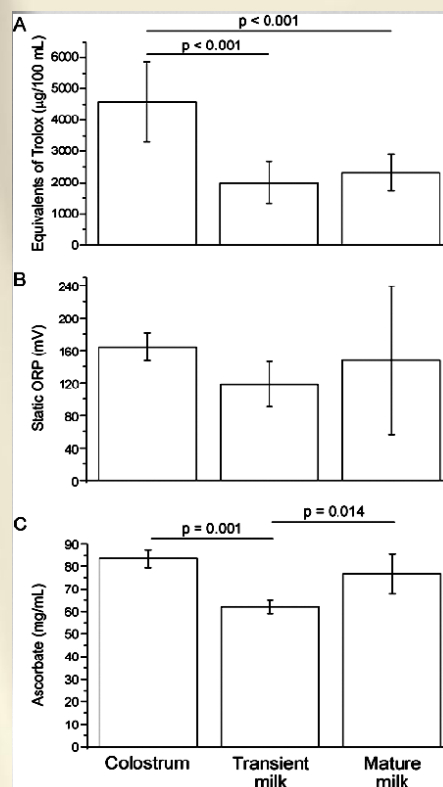 A
p < 0.001
p < 0.001
Equivalents of Trolox (µg/100 mL)
6000
5000
4000
3000
2000
1000
0
B
Static ORP (mV)
240
200
160
120
80
40
0
C
p = 0.014
p = 0.001
Ascorbate (mg/mL)
90
80
70
60
50
40
30
20
10
0
Colostrum
Transient
milk
Mature
milk